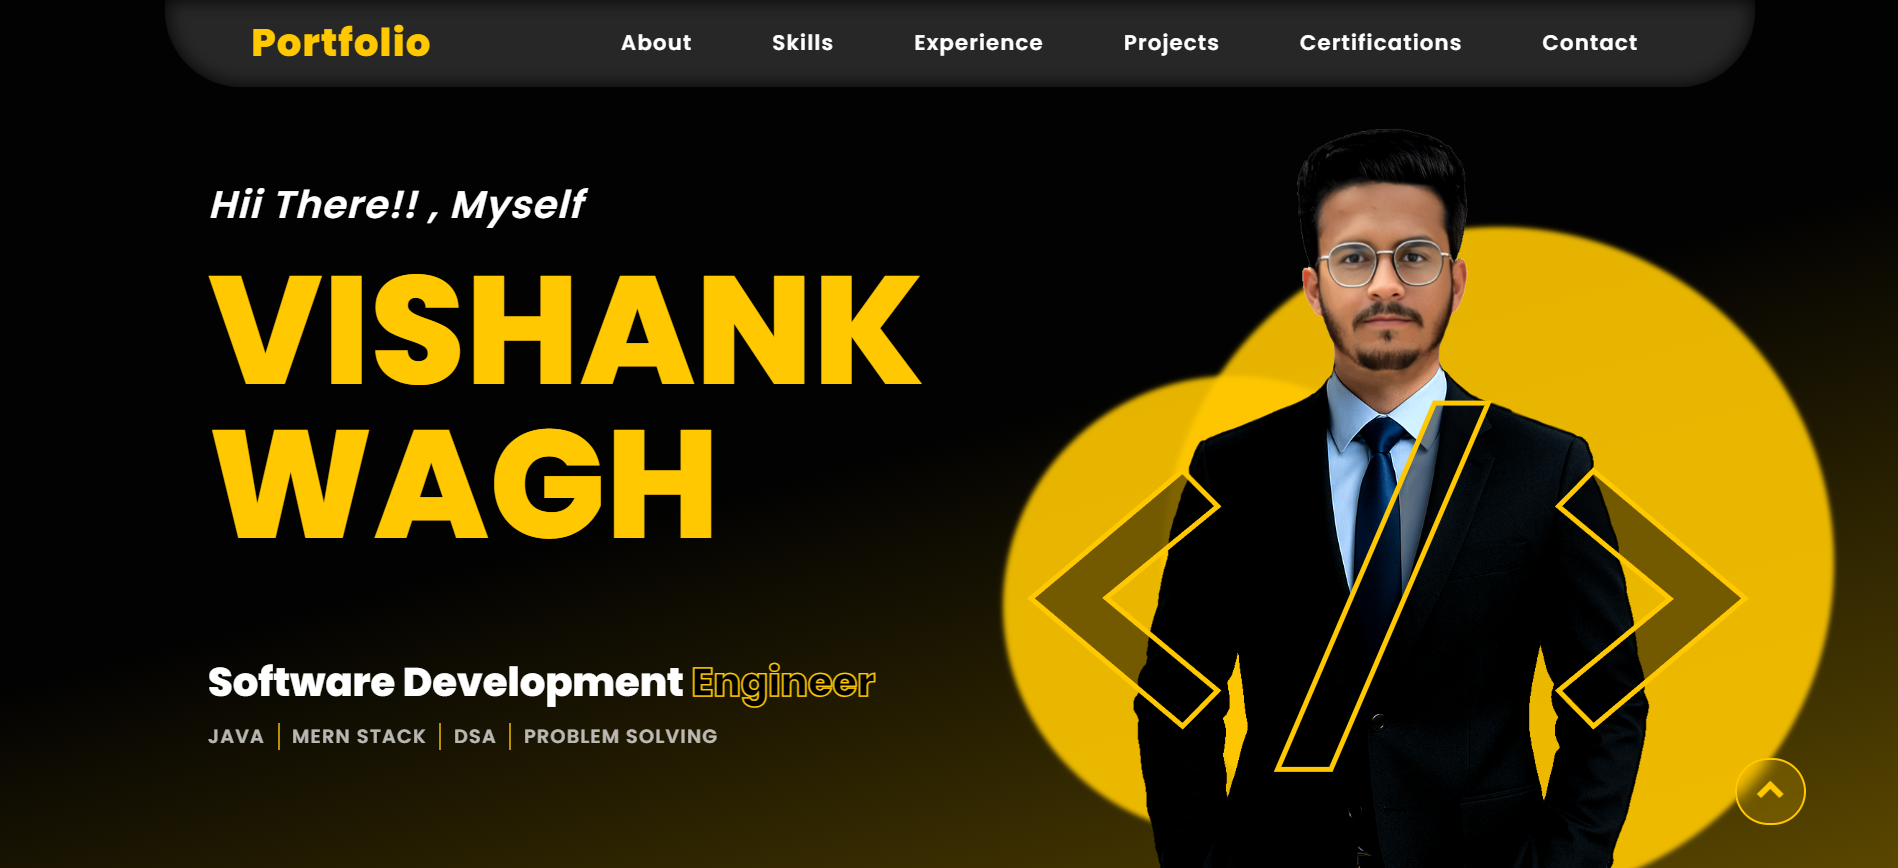 Portfolio About Skills Experience Projects Certifications Contact
Hii There!! , Myself
VISHANK
WAGH
Software Development Engineer
JAVA | MERN STACK | DSA | PROBLEM SOLVING